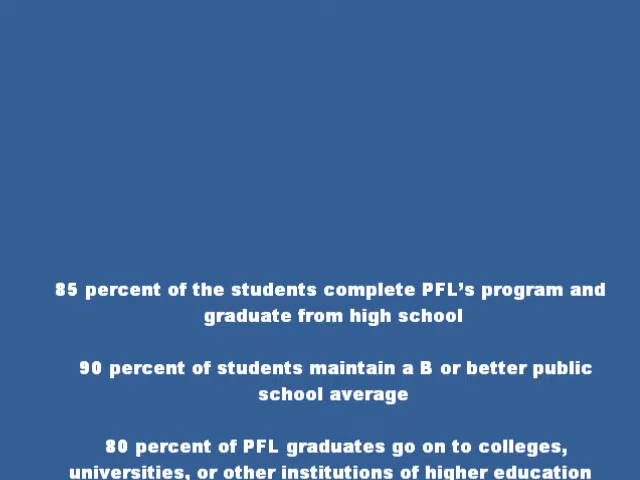 85 percent of the students complete PFL’s program and
graduate from high school
90 percent of students maintain a B or better public
school average
80 percent of PFL graduates go on to colleges,
universities, or other institutions of higher education